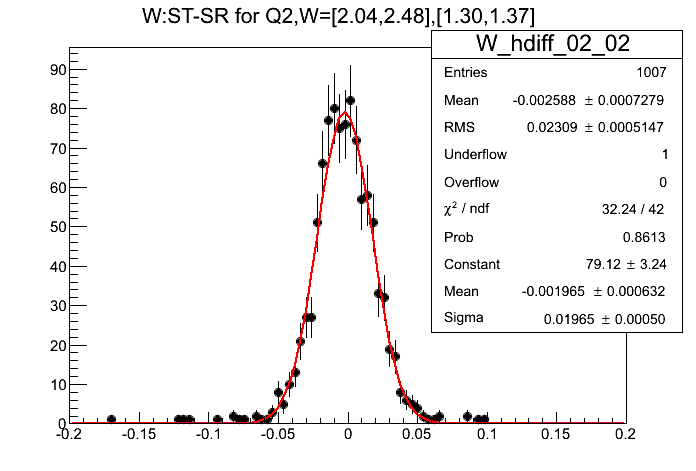 W:ST-SR for Q2,W=[2.04,2.48],[1.30,1.37]
W_hdiff_02_02
Entries 1007
Mean -0.002588 ± 0.0007279
RMS 0.02309 ± 0.0005147
Underflow 1
Overflow 0
χ² / ndf 32.24 / 42
Prob 0.8613
Constant 79.12 ± 3.24
Mean -0.001965 ± 0.000632
Sigma 0.01965 ± 0.00050
90
80
70
60
50
40
30
20
10
0
-0.2 -0.15 -0.1 -0.05 0 0.05 0.1 0.15 0.2